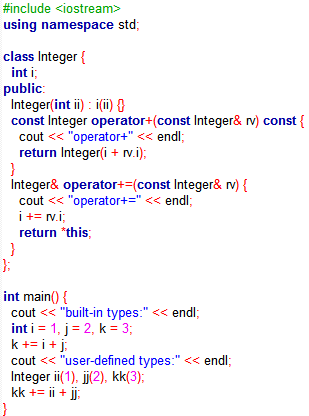 #include <iostream>
using namespace std;

class Integer {
  int i;
public:
  Integer(int ii) : i(ii) {}
  const Integer operator+(const Integer& rv) const {
    cout << "operator+" << endl;
    return Integer(i + rv.i);
  }
  Integer& operator+=(const Integer& rv) {
    cout << "operator+=" << endl;
    i += rv.i;
    return *this;
  }
};

int main() {
  cout << "built-in types:" << endl;
  int i = 1, j = 2, k = 3;
  k += i + j;
  cout << "user-defined types:" << endl;
  Integer ii(1), jj(2), kk(3);
  kk += ii + jj;
}